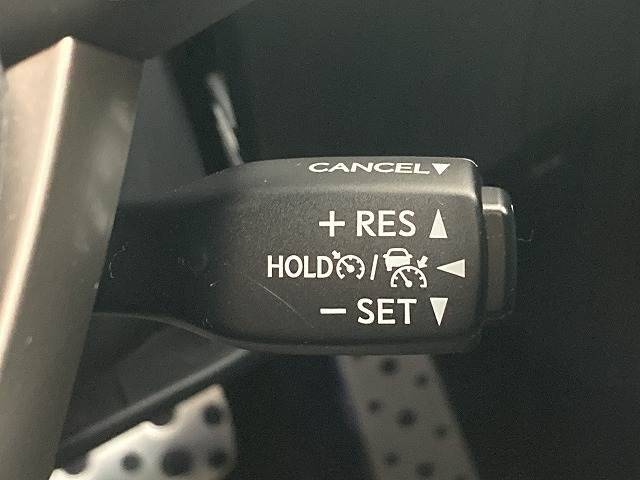 CANCEL▼
+ RES ▲
HOLD / ◀
− SET ▼